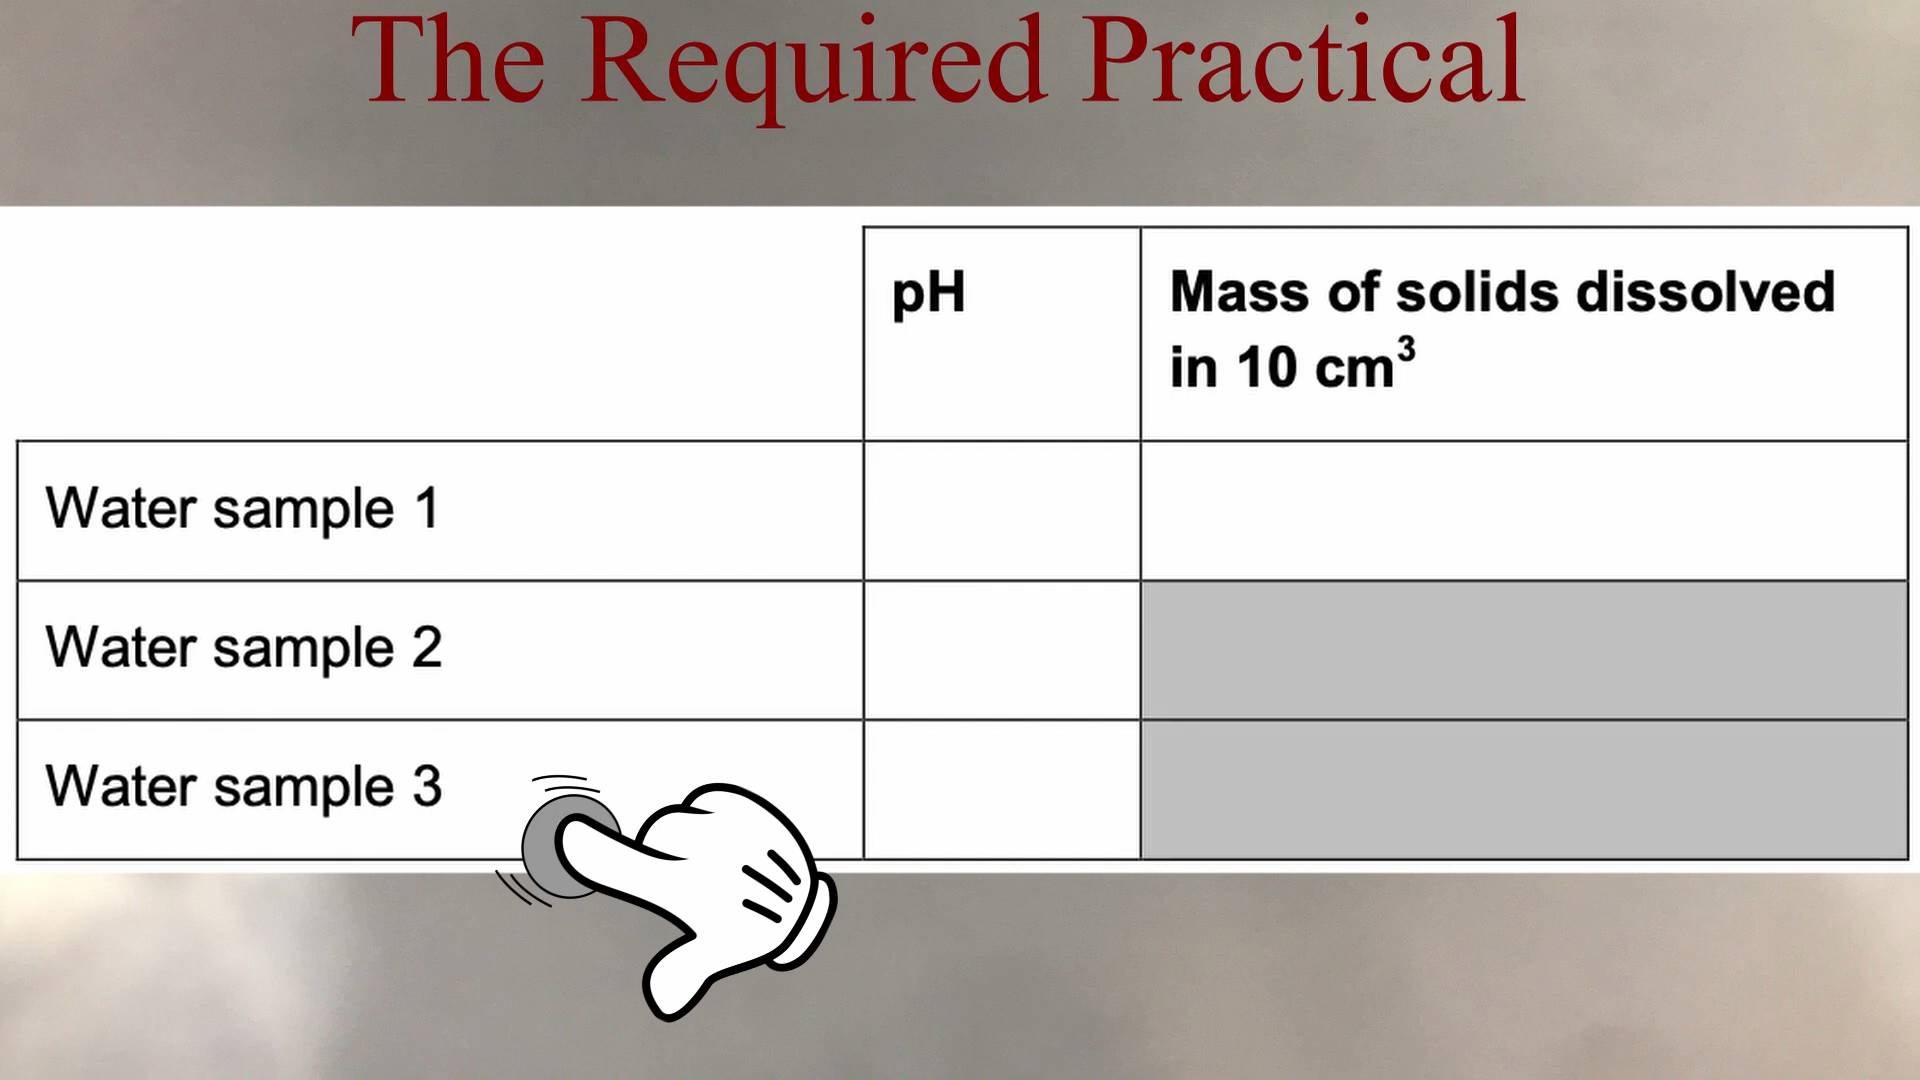 The Required Practical
pH
Mass of solids dissolved
in 10 cm³
Water sample 1
Water sample 2
Water sample 3